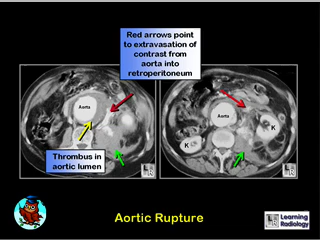 Red arrows point
to extravasation of
contrast from
aorta into
retroperitoneum
Aorta
Aorta
K
K
Thrombus in
aortic lumen
Aortic Rupture
Learning
Radiology